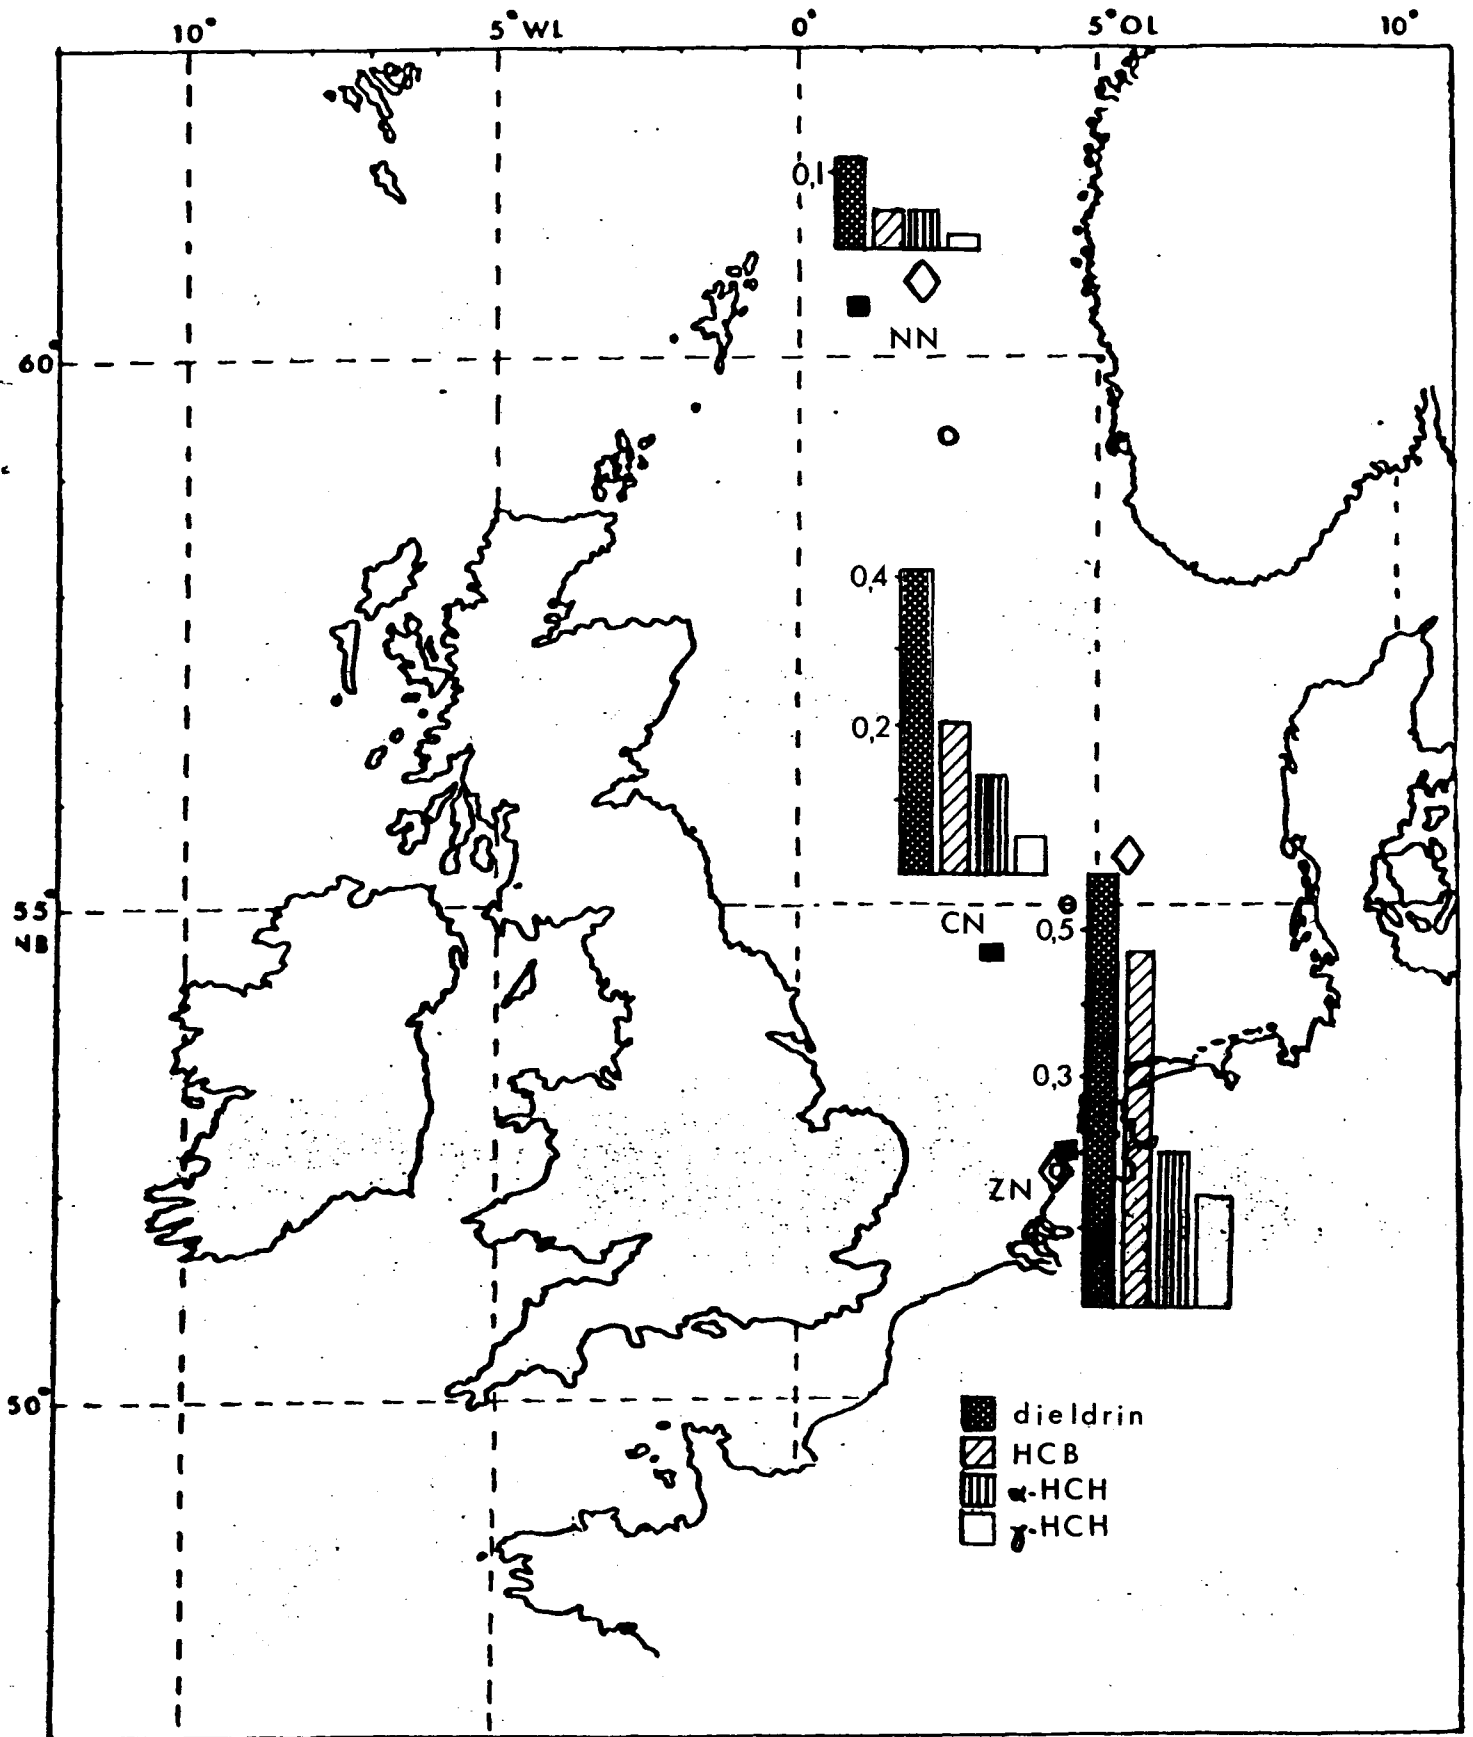 10° 5°WL 0° 5°OL 10°
0,1
NN
60°
0,4
0,2
55°
NB
CN
0,5
0,3
ZN
50°
dieldrin
HCB
α-HCH
γ-HCH